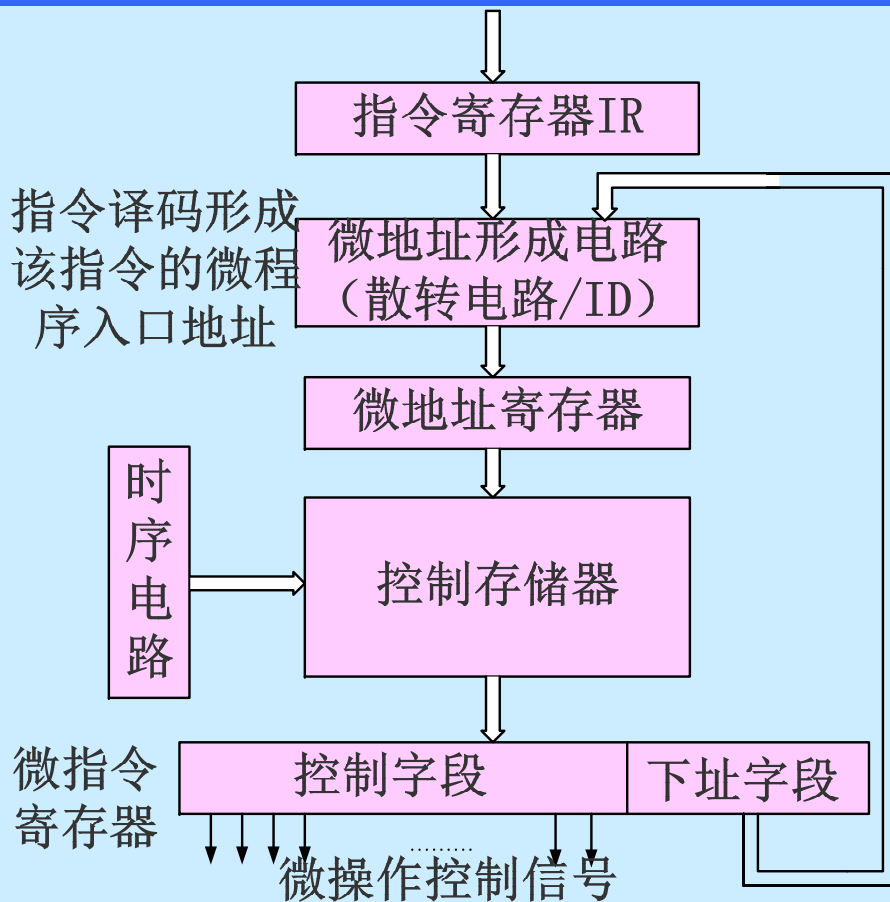 指令寄存器IR
指令译码形成
该指令的微程
序入口地址
微地址形成电路
（散转电路/ID）
微地址寄存器
时
序
电
路
控制存储器
微指令
寄存器
控制字段
下址字段
………
微操作控制信号